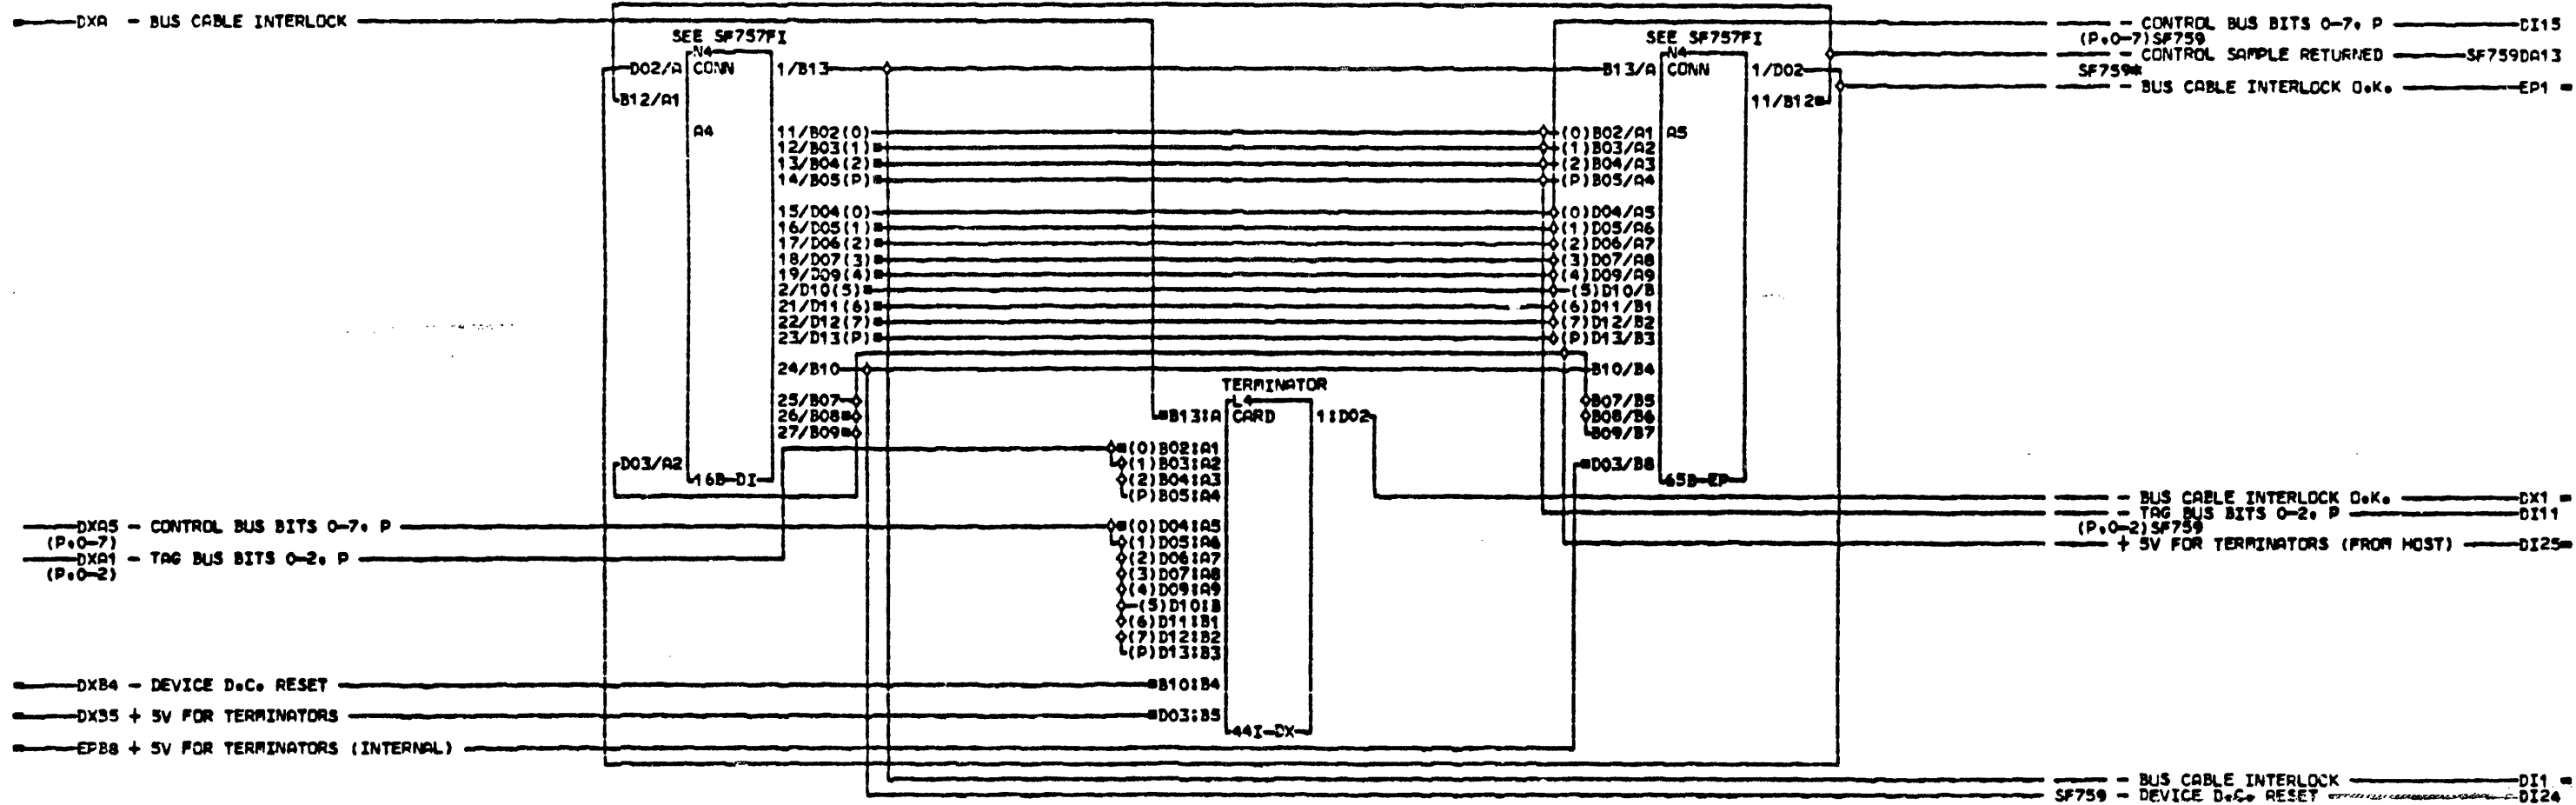 DXA - BUS CABLE INTERLOCK
SEE SF757FI
N4
D02/A CONN 1/B13
B12/A1
A4
11/B02(0)
12/B03(1)
13/B04(2)
14/B05(P)
15/D04(0)
16/D05(1)
17/D06(2)
18/D07(3)
19/D09(4)
2/D10(5)
21/D11(6)
22/D12(7)
23/D13(P)
24/B10
25/B07
26/B08
27/B09
D03/A2
16B-DI
SEE SF757FI
N4
B13/A CONN 1/D02
11/B12
(0)B02/A1 A5
(1)B03/A2
(2)B04/A3
(P)B05/A4
(0)D04/A5
(1)D05/A6
(2)D06/A7
(3)D07/A8
(4)D09/A9
(5)D10/B
(6)D11/B1
(7)D12/B2
(P)D13/B3
B10/B4
B07/B5
B08/B6
B09/B7
D03/B8
65B-EP
TERMINATOR
L4
B13:A CARD 1:D02
(0)B02:A1
(1)B03:A2
(2)B04:A3
(P)B05:A4
(0)D04:A5
(1)D05:A6
(2)D06:A7
(3)D07:A8
(4)D09:A9
(5)D10:B
(6)D11:B1
(7)D12:B2
(P)D13:B3
B10:B4
D03:B5
44I-DX
DXA5 - CONTROL BUS BITS 0-7. P
(P.0-7)
DXA1 - TAG BUS BITS 0-2. P
(P.0-2)
DXB4 - DEVICE D.C. RESET
DXB5 + 5V FOR TERMINATORS
EPB8 + 5V FOR TERMINATORS (INTERNAL)
- CONTROL BUS BITS 0-7. P DI15
(P.0-7)SF759
- CONTROL SAMPLE RETURNED SF759DA13
SF759*
- BUS CABLE INTERLOCK O.K. EP1
- BUS CABLE INTERLOCK O.K. DX1
- TAG BUS BITS 0-2. P DI11
(P.0-2)SF759
+ 5V FOR TERMINATORS (FROM HOST) DI25
- BUS CABLE INTERLOCK DI1
SF759 - DEVICE D.C. RESET DI24